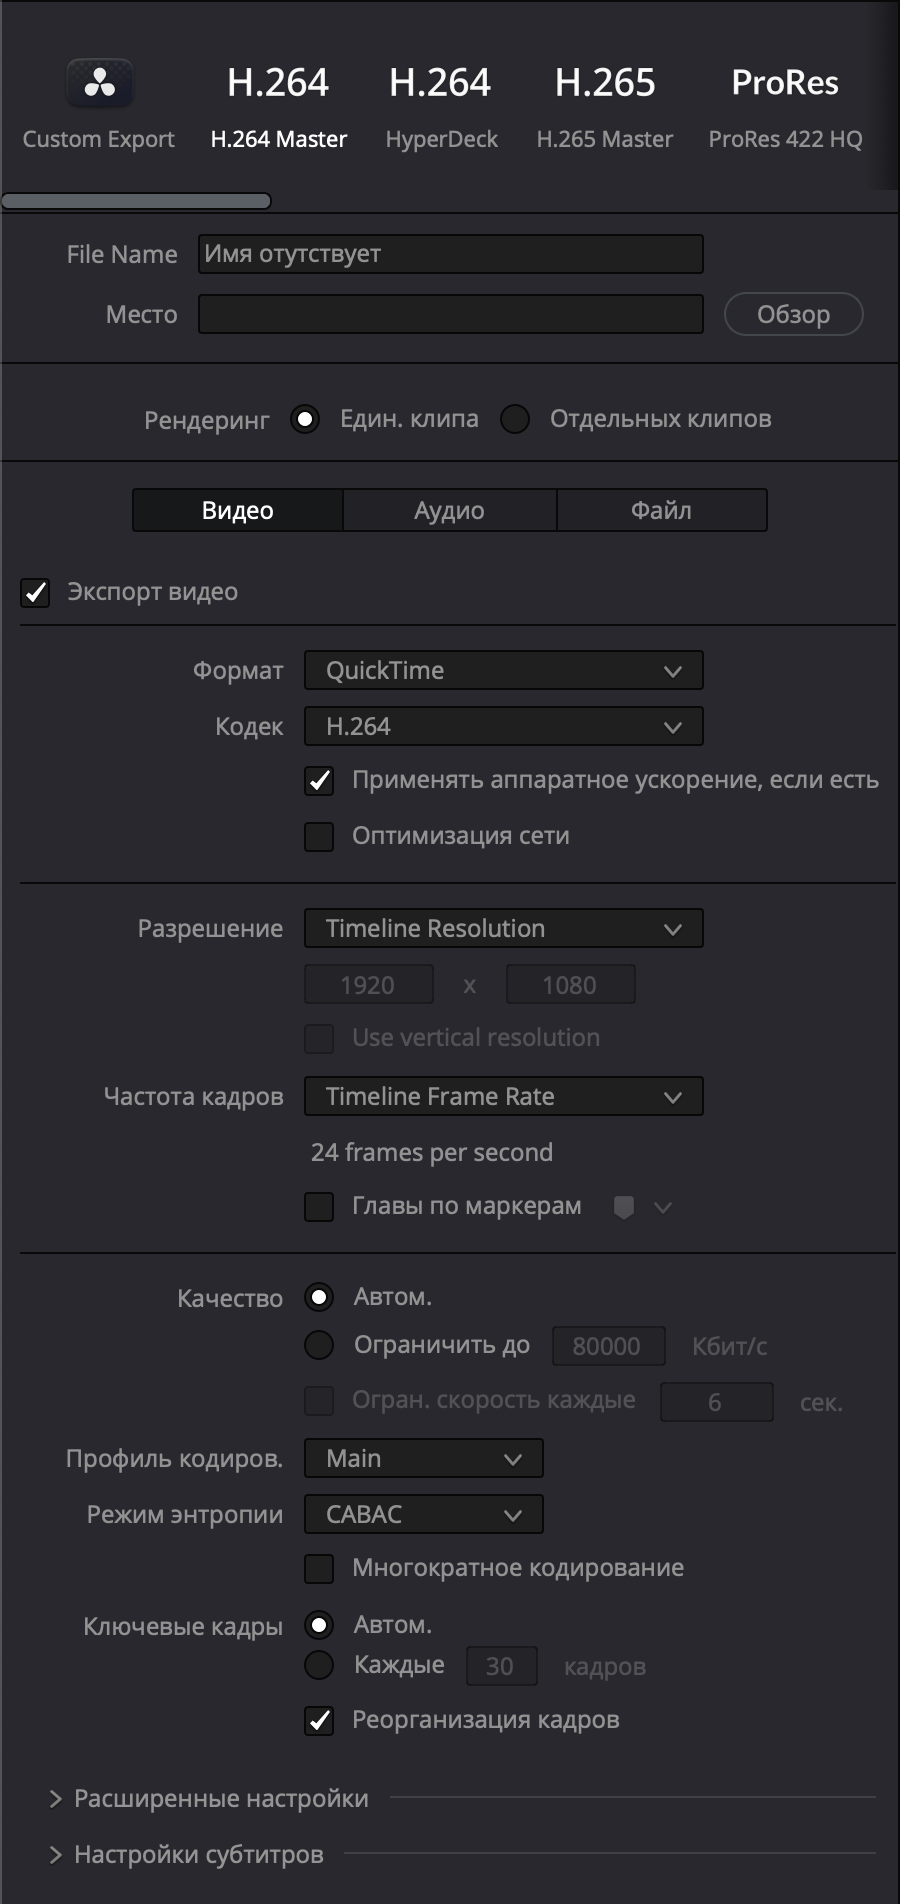 H.264 H.264 H.265 ProRes
Custom Export H.264 Master HyperDeck H.265 Master ProRes 422 HQ
File Name Имя отутствует
Место Обзор
Рендеринг Един. клипа Отдельных клипов
Видео Аудио Файл
Экспорт видео
Формат QuickTime
Кодек H.264
Применять аппаратное ускорение, если есть
Оптимизация сети
Разрешение Timeline Resolution
1920 x 1080
Use vertical resolution
Частота кадров Timeline Frame Rate
24 frames per second
Главы по маркерам
Качество Автом.
Ограничить до 80000 Кбит/с
Огран. скорость каждые 6 сек.
Профиль кодиров. Main
Режим энтропии CABAC
Многократное кодирование
Ключевые кадры Автом.
Каждые 30 кадров
Реорганизация кадров
Расширенные настройки
Настройки субтитров